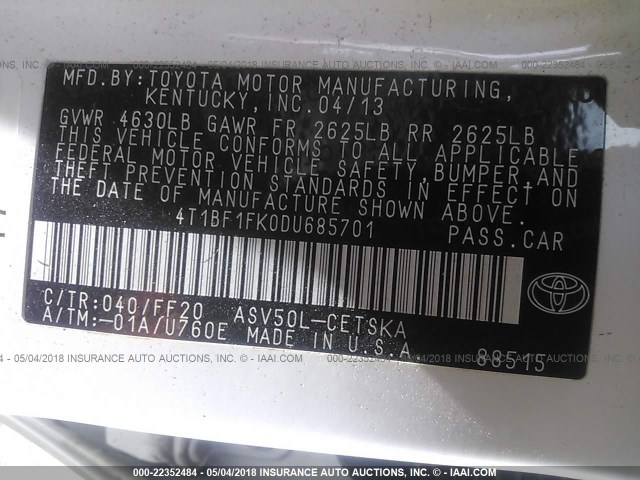 MFD.BY:TOYOTA MOTOR MANUFACTURING,
KENTUCKY, INC. 04/13
GVWR 4630LB GAWR FR 2625LB RR 2625LB
THIS VEHICLE CONFORMS TO ALL APPLICABLE
FEDERAL MOTOR VEHICLE SAFETY, BUMPER, AND
THEFT PREVENTION STANDARDS IN EFFECT ON
THE DATE OF MANUFACTURE SHOWN ABOVE.
4T1BF1FK0DU685701 PASS.CAR
C/TR:040/FF20 ASV50L-CETSKA
A/TM:-01A/U760E MADE IN U.S.A 88515
000-22352484 - 05/04/2018 INSURANCE AUTO AUCTIONS, INC. - IAAI.COM